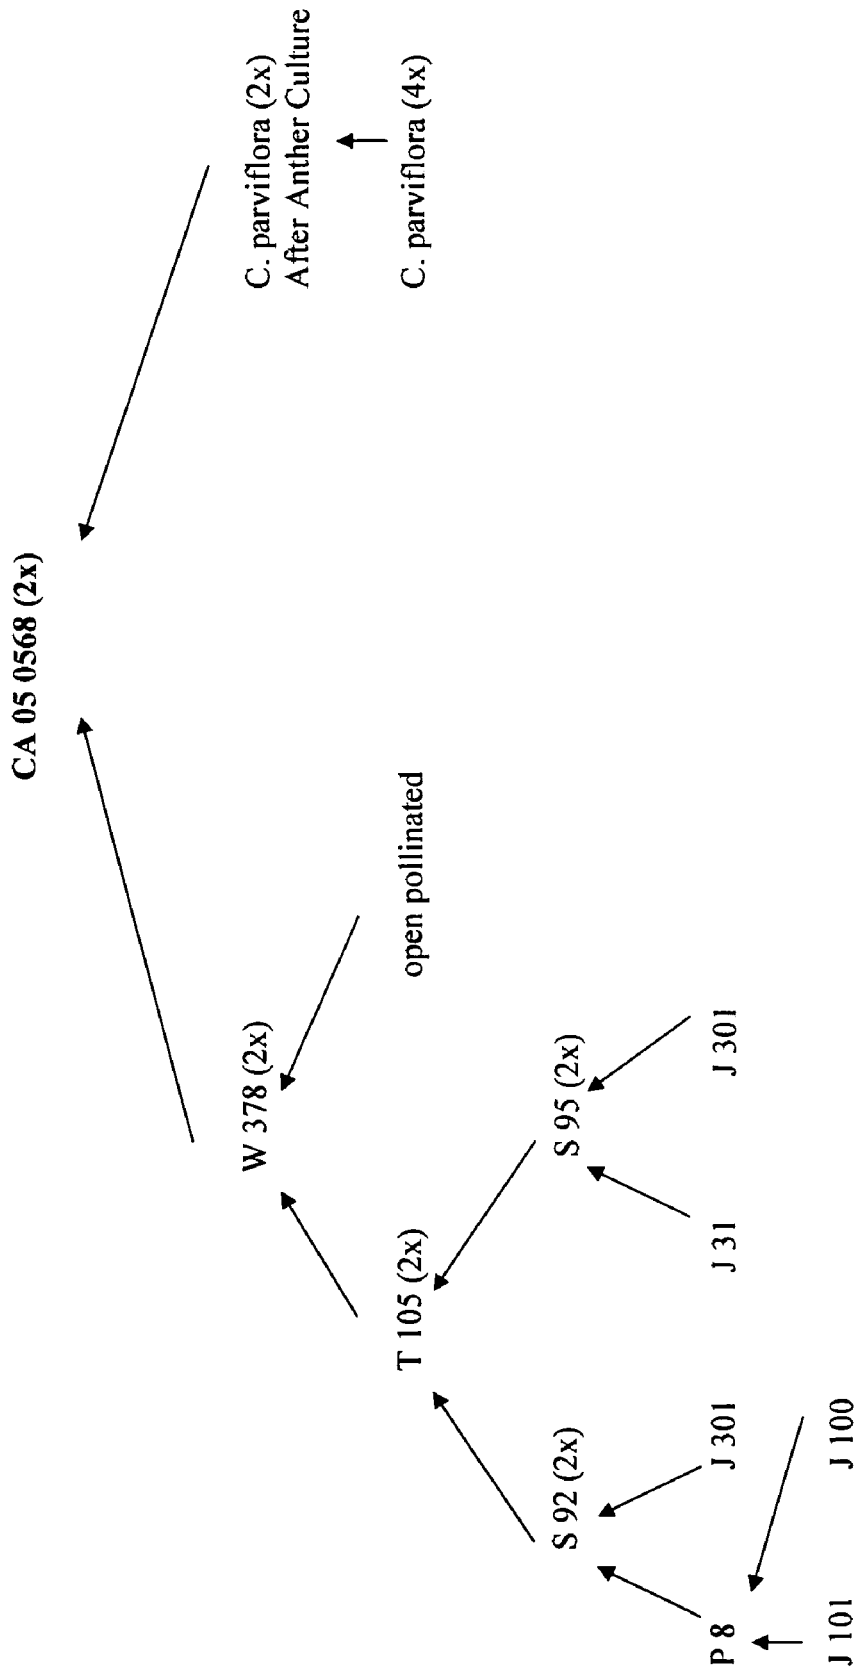 CA 05 0568 (2x)
W 378 (2x)
C. parviflora (2x)
After Anther Culture
T 105 (2x)
open pollinated
C. parviflora (4x)
S 92 (2x)
S 95 (2x)
P 8
J 301
J 31
J 301
J 101
J 100